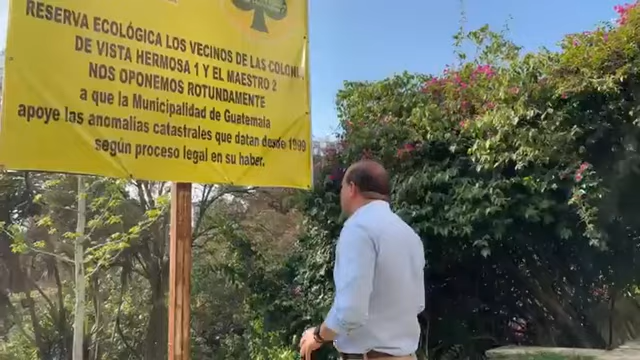 RESERVA ECOLÓGICA LOS VECINOS DE LAS COLONIAS
DE VISTA HERMOSA 1 Y EL MAESTRO 2
NOS OPONEMOS ROTUNDAMENTE
a que la Municipalidad de Guatemala
apoye las anomalías catastrales que datan desde 1999
según proceso legal en su haber.